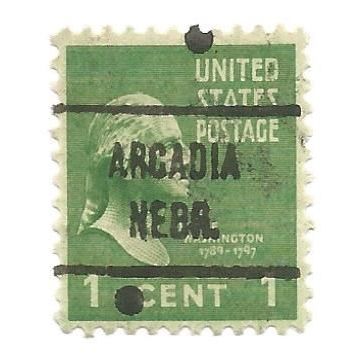 UNITED
STATES
POSTAGE
ARCADIA
NEBR.
WASHINGTON
1789-1797
1 CENT 1